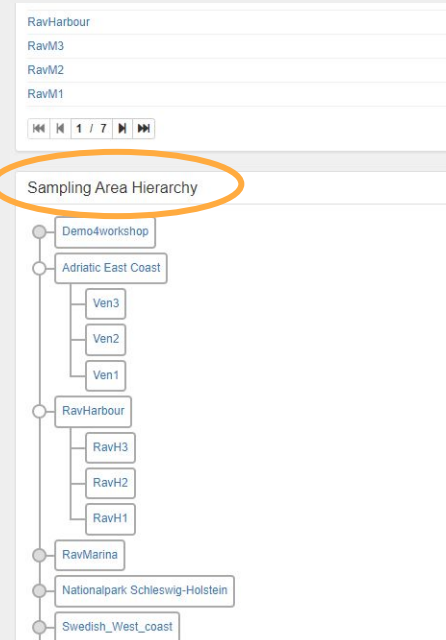 RavHarbour
RavM3
RavM2
RavM1
1 / 7
Sampling Area Hierarchy
Demo4workshop
Adriatic East Coast
Ven3
Ven2
Ven1
RavHarbour
RavH3
RavH2
RavH1
RavMarina
Nationalpark Schleswig-Holstein
Swedish_West_coast